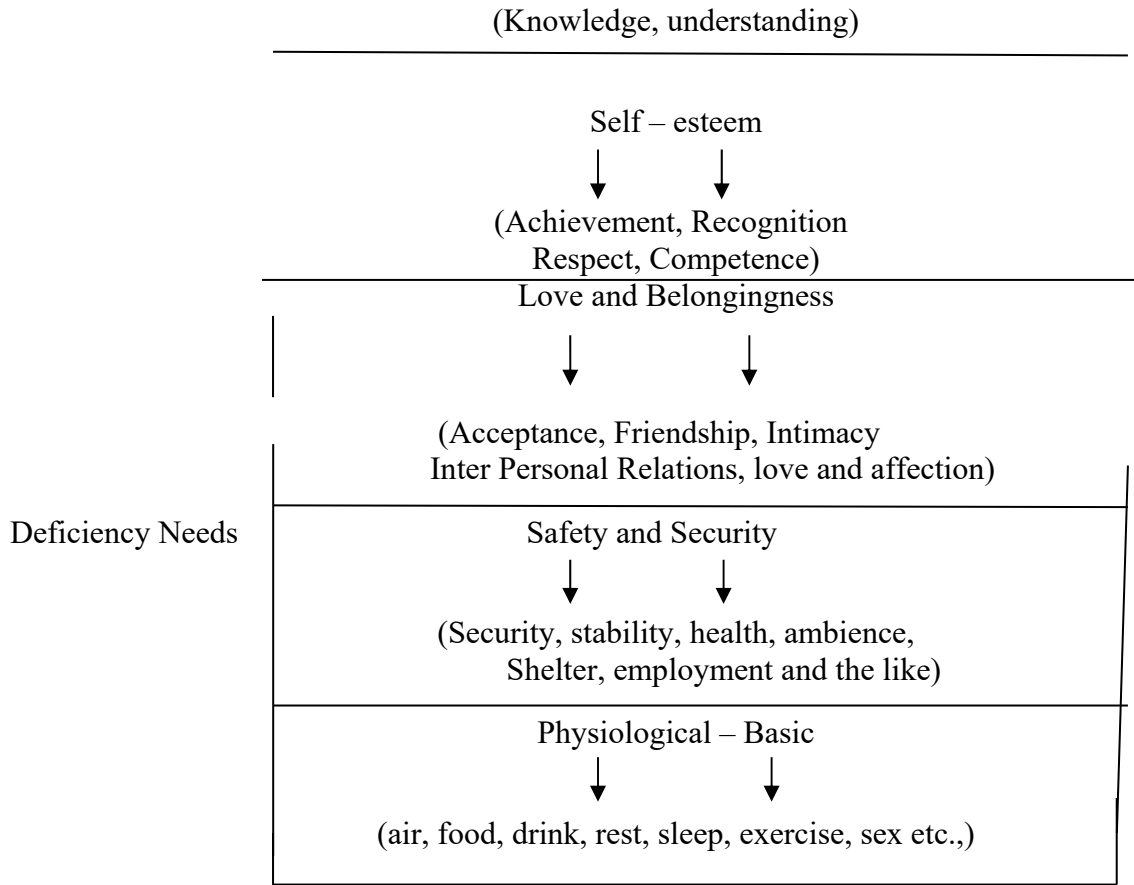 (Knowledge, understanding)
Self – esteem
(Achievement, Recognition
Respect, Competence)
Love and Belongingness
(Acceptance, Friendship, Intimacy
Inter Personal Relations, love and affection)
Deficiency Needs
Safety and Security
(Security, stability, health, ambience,
Shelter, employment and the like)
Physiological – Basic
(air, food, drink, rest, sleep, exercise, sex etc.,)